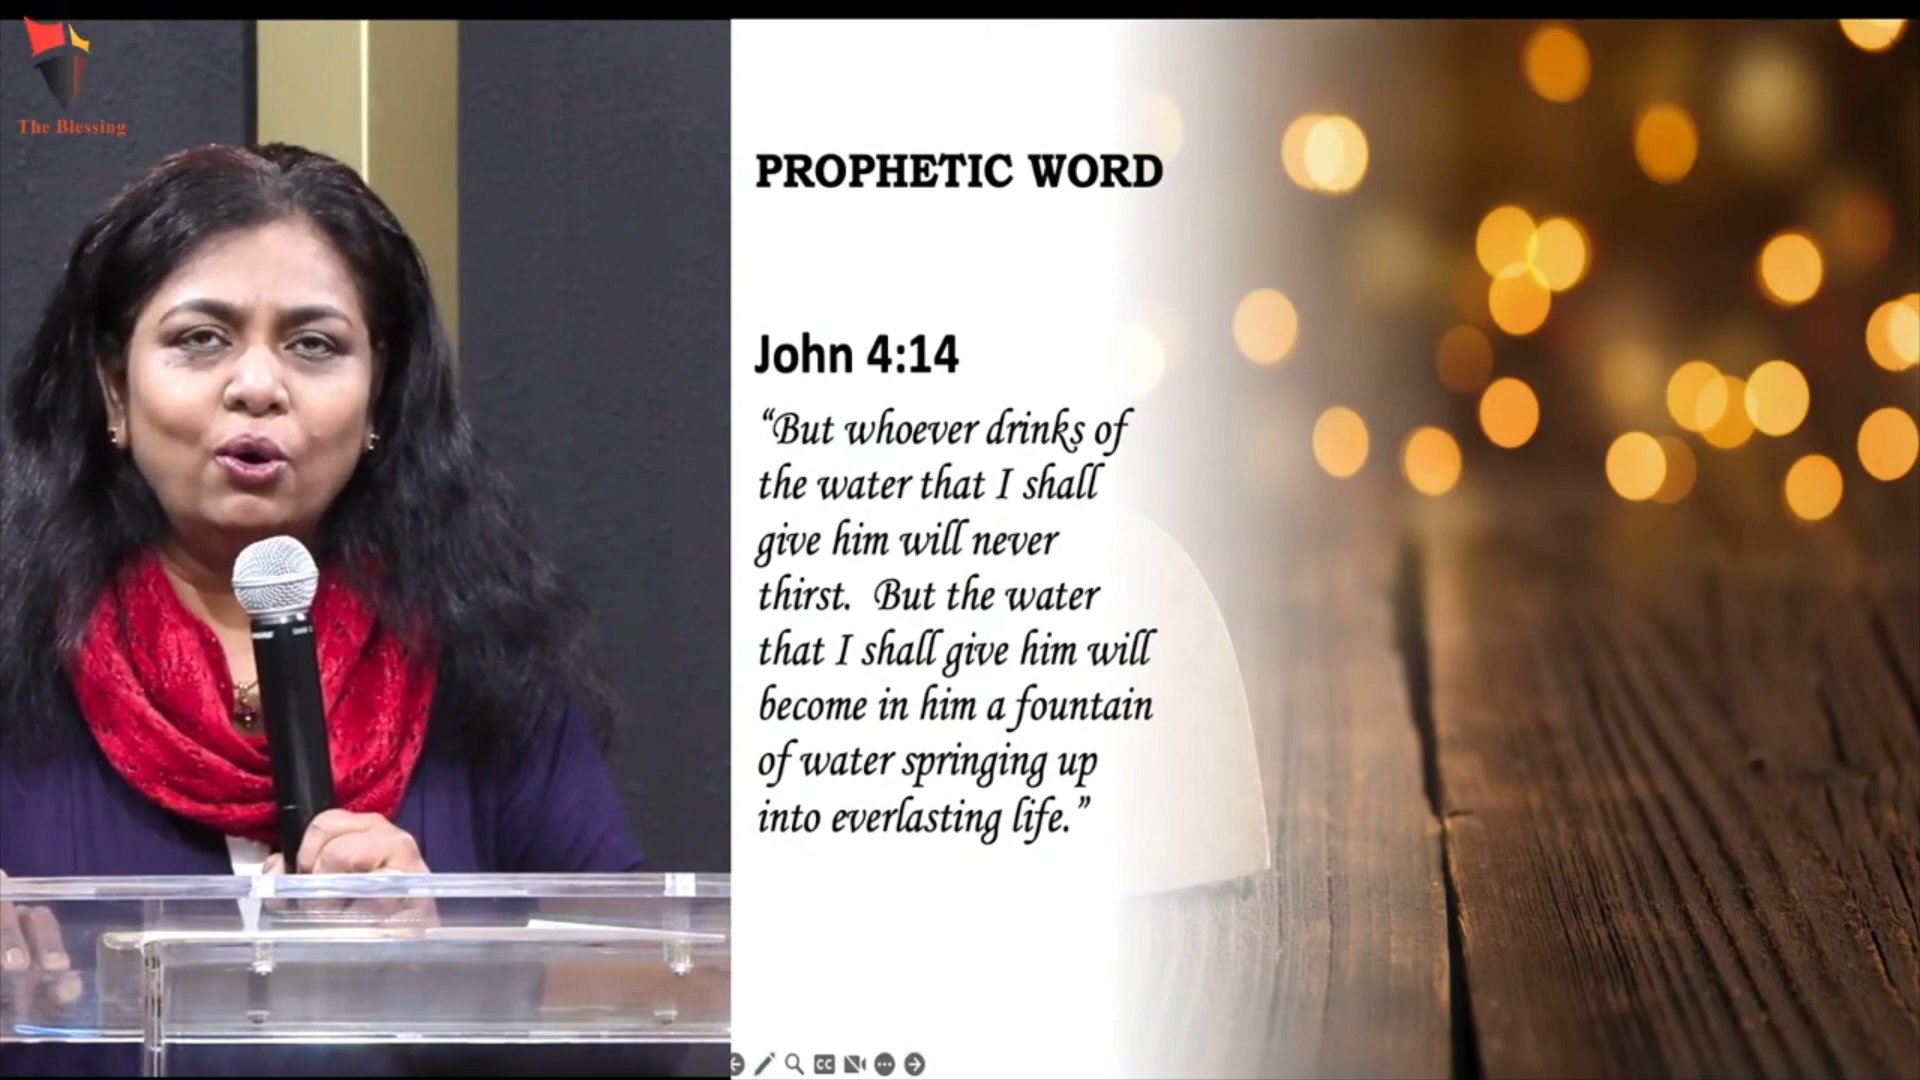 The Blessing
PROPHETIC WORD
John 4:14
“But whoever drinks of
the water that I shall
give him will never
thirst.  But the water
that I shall give him will
become in him a fountain
of water springing up
into everlasting life.”
CC